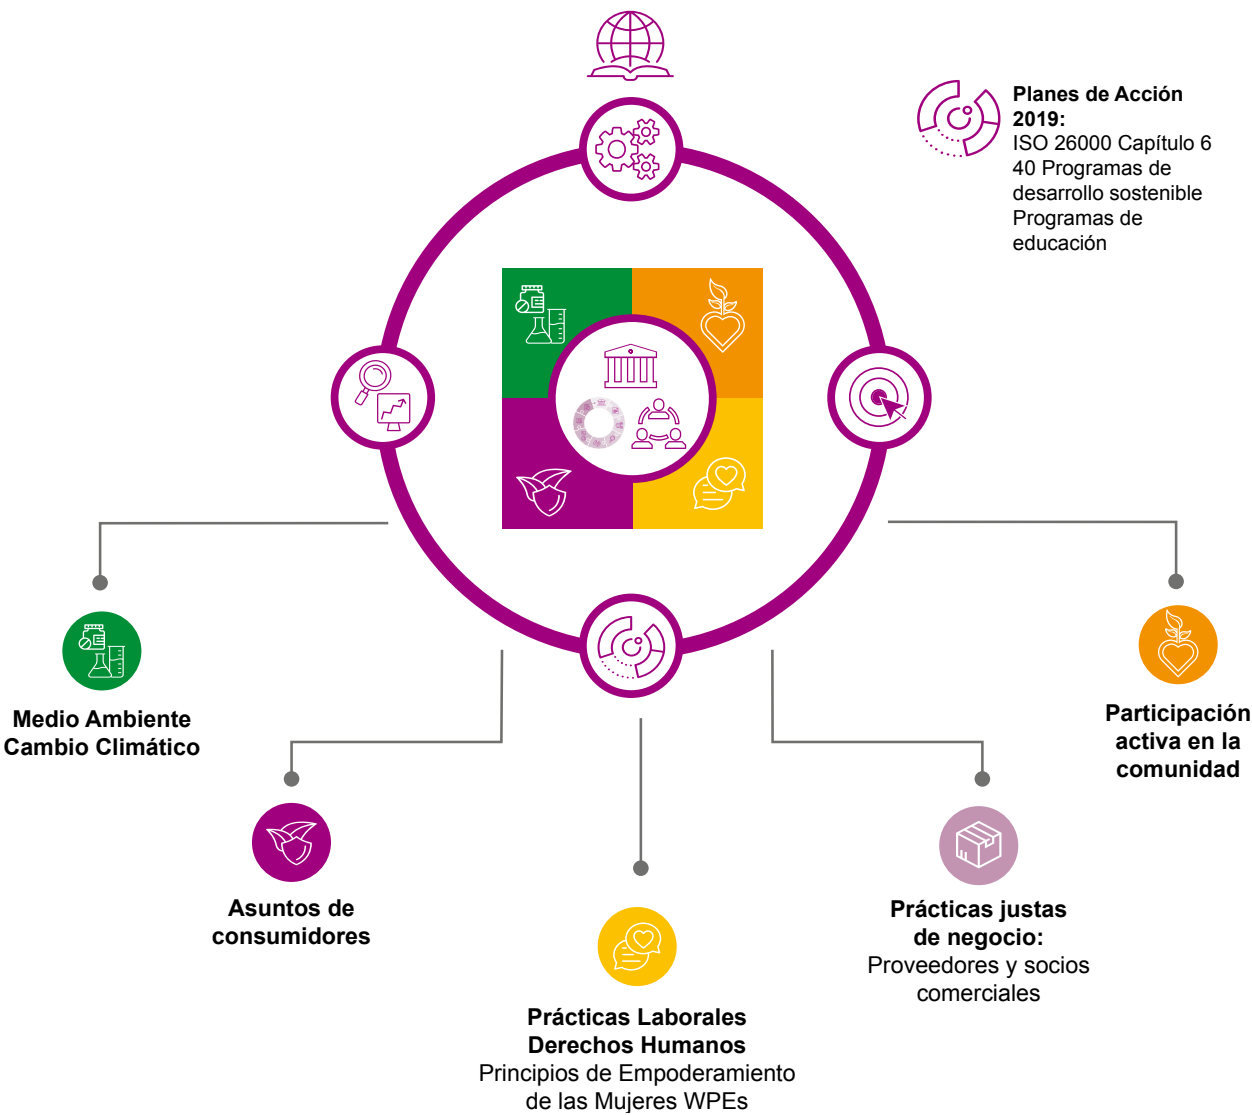 Planes de Acción
2019:
ISO 26000 Capítulo 6
40 Programas de
desarrollo sostenible
Programas de
educación
Medio Ambiente
Cambio Climático
Asuntos de
consumidores
Prácticas Laborales
Derechos Humanos
Principios de Empoderamiento
de las Mujeres WPEs
Prácticas justas
de negocio:
Proveedores y socios
comerciales
Participación
activa en la
comunidad